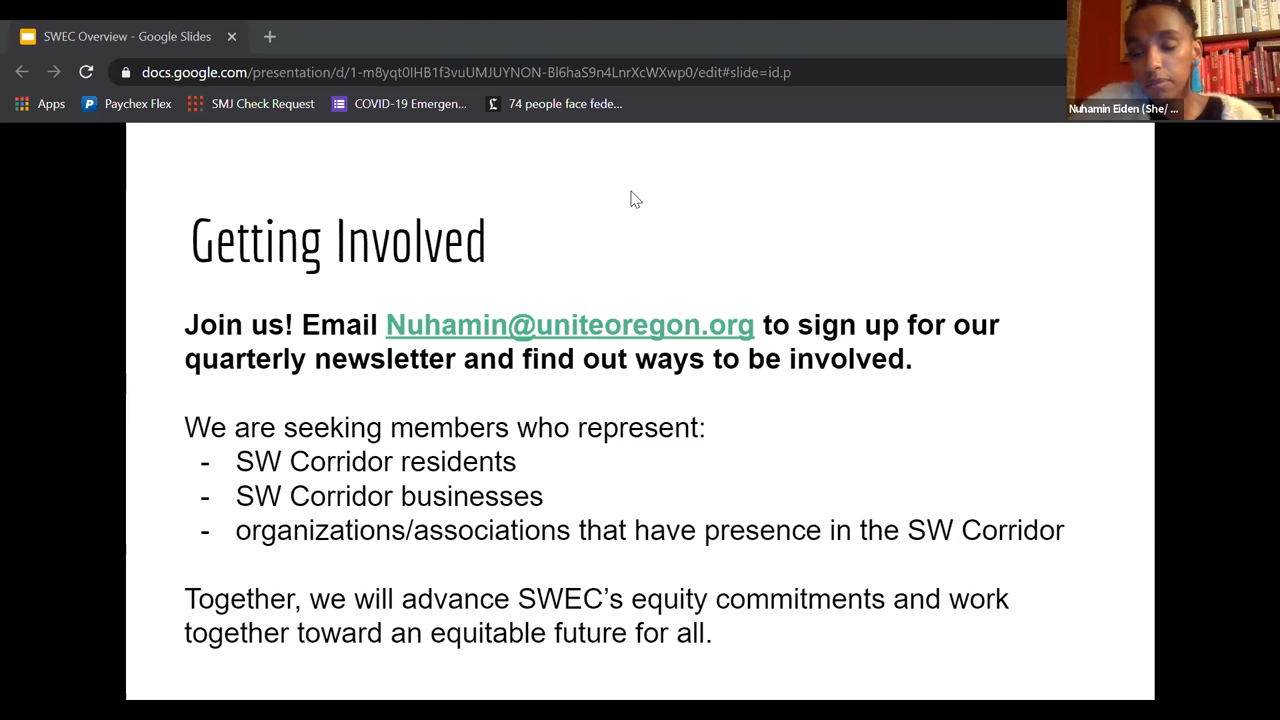 SWEC Overview - Google Slides
docs.google.com/presentation/d/1-m8yqt0IHB1f3vuUMJUYNON-Bl6haS9n4LnrXcWXwp0/edit#slide=id.p
Apps
Paychex Flex
SMJ Check Request
COVID-19 Emergen...
74 people face fede...
Nuhamin Eiden (She/ ...
Getting Involved
Join us! Email Nuhamin@uniteoregon.org to sign up for our
quarterly newsletter and find out ways to be involved.
We are seeking members who represent:
- SW Corridor residents
- SW Corridor businesses
- organizations/associations that have presence in the SW Corridor
Together, we will advance SWEC’s equity commitments and work
together toward an equitable future for all.